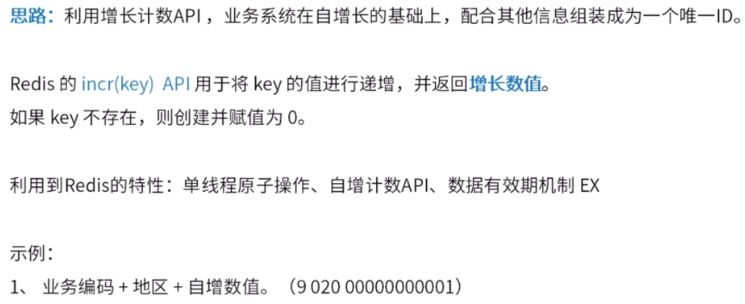 思路：利用增长计数API ，业务系统在自增长的基础上，配合其他信息组装成为一个唯一ID。
Redis 的 incr(key)  API 用于将 key 的值进行递增，并返回增长数值。
如果 key 不存在，则创建并赋值为 0。
利用到Redis的特性：单线程原子操作、自增计数API、数据有效期机制 EX
示例：
1、 业务编码 + 地区 + 自增数值。（9 020 00000000001）